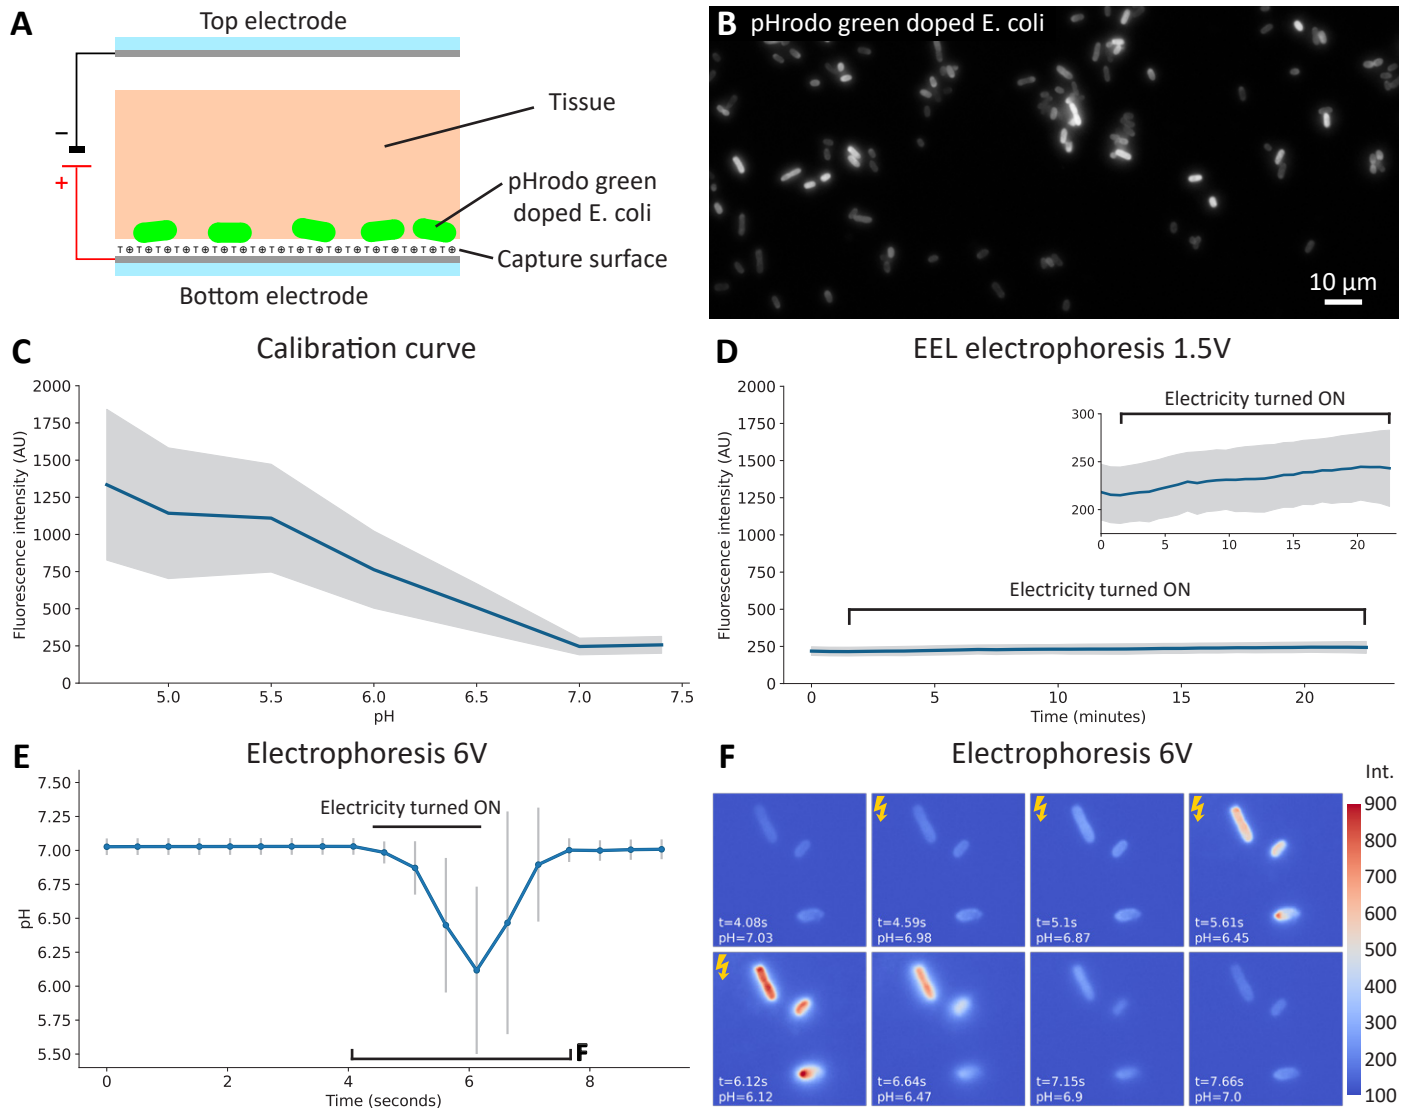 A
Top electrode
−
+
Tissue
pHrodo green
doped E. coli
T⊕T⊕T⊕T⊕T⊕T⊕T⊕T⊕T⊕T⊕T⊕T⊕T⊕T⊕T⊕T⊕T⊕T⊕
Capture surface
Bottom electrode
B pHrodo green doped E. coli
10 µm
C Calibration curve
Fluorescence intensity (AU)
2000
1750
1500
1250
1000
750
500
250
0
5.0 5.5 6.0 6.5 7.0 7.5
pH
D EEL electrophoresis 1.5V
Fluorescence intensity (AU)
2000
1750
1500
1250
1000
750
500
250
0
Electricity turned ON
300
250
200
0 5 10 15 20
Electricity turned ON
0 5 10 15 20
Time (minutes)
E Electrophoresis 6V
pH
7.50
7.25
7.00
6.75
6.50
6.25
6.00
5.75
5.50
Electricity turned ON
F
0 2 4 6 8
Time (seconds)
F Electrophoresis 6V
Int.
t=4.08s
pH=7.03
t=4.59s
pH=6.98
t=5.1s
pH=6.87
t=5.61s
pH=6.45
t=6.12s
pH=6.12
t=6.64s
pH=6.47
t=7.15s
pH=6.9
t=7.66s
pH=7.0
900
800
700
600
500
400
300
200
100